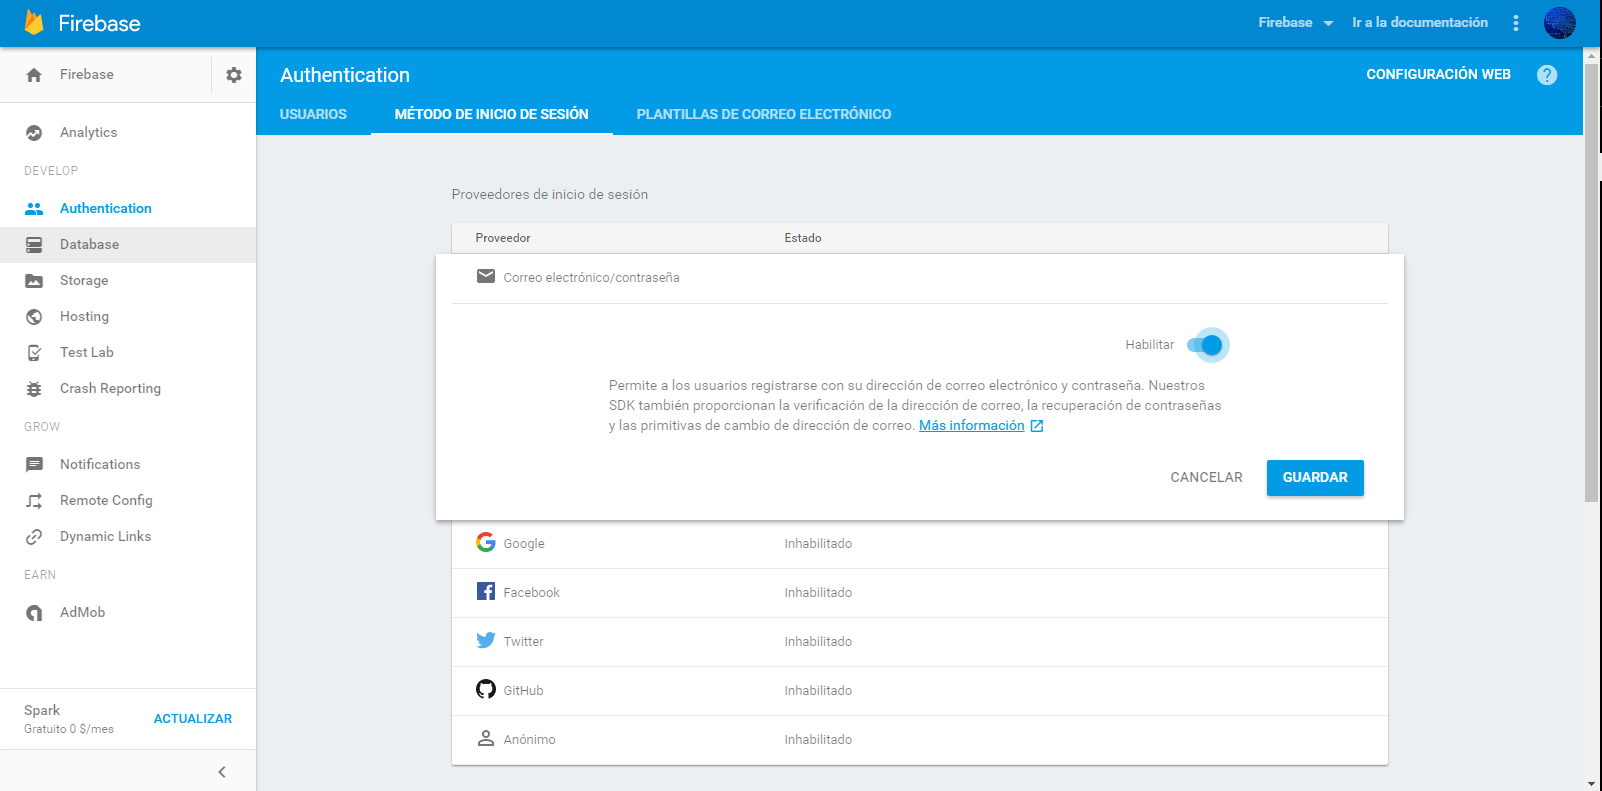 Firebase
Firebase
Ir a la documentación
Firebase
Authentication
CONFIGURACIÓN WEB
?
USUARIOS
MÉTODO DE INICIO DE SESIÓN
PLANTILLAS DE CORREO ELECTRÓNICO
Analytics
DEVELOP
Authentication
Database
Storage
Hosting
Test Lab
Crash Reporting
GROW
Notifications
Remote Config
Dynamic Links
EARN
AdMob
Spark
Gratuito 0 $/mes
ACTUALIZAR
Proveedores de inicio de sesión
Proveedor Estado
Correo electrónico/contraseña
Habilitar
Permite a los usuarios registrarse con su dirección de correo electrónico y contraseña. Nuestros
SDK también proporcionan la verificación de la dirección de correo, la recuperación de contraseñas
y las primitivas de cambio de dirección de correo. Más información
CANCELAR GUARDAR
Google Inhabilitado
Facebook Inhabilitado
Twitter Inhabilitado
GitHub Inhabilitado
Anónimo Inhabilitado